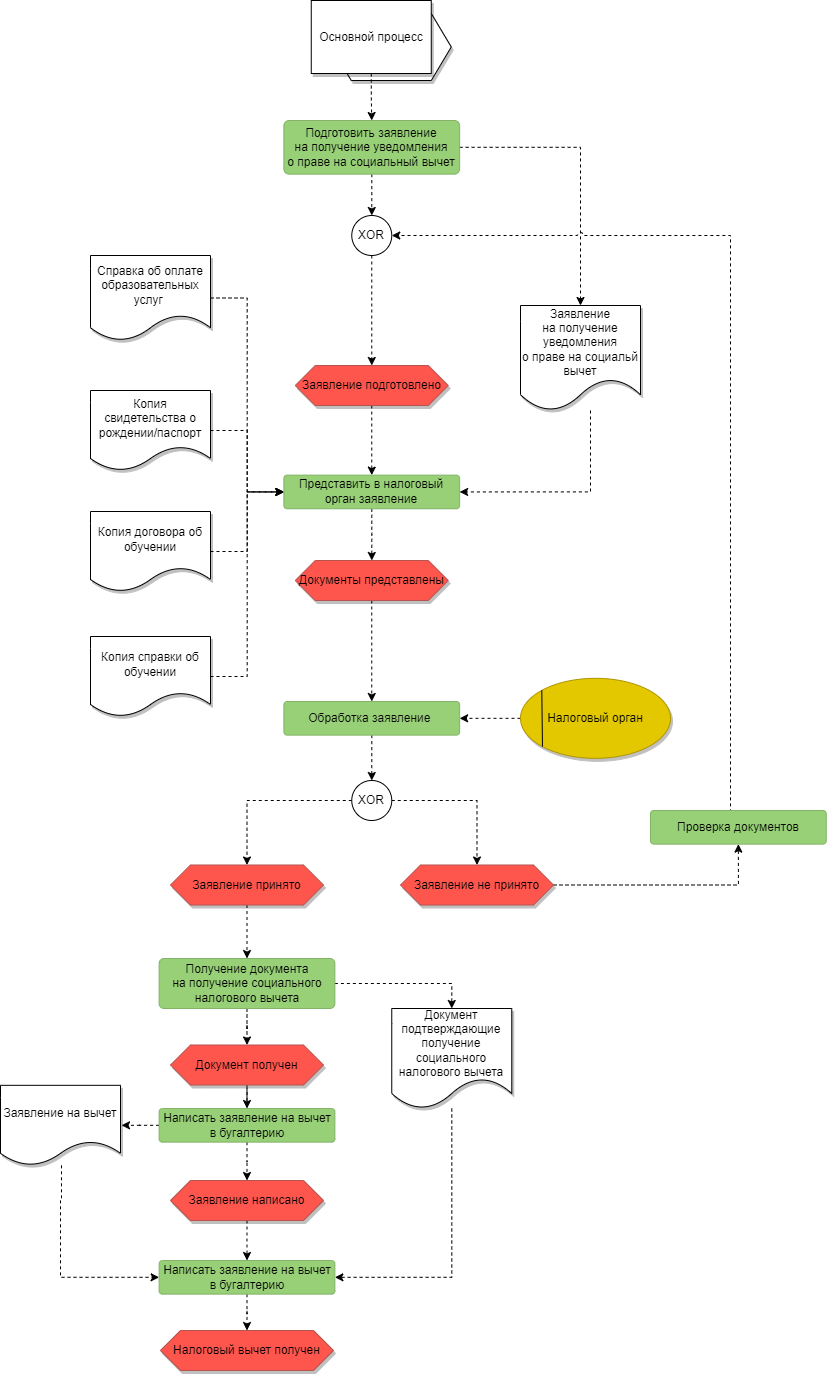 Основной процесс
Подготовить заявление
на получение уведомления
о праве на социальный вычет
XOR
Справка об оплате
образовательных
услуг
Заявление
на получение
уведомления
о праве на социалый
вычет
Заявление подготовлено
Копия
свидетельства о
рождении/паспорт
Представить в налоговый
орган заявление
Копия договора об
обучении
Документы представлены
Копия справки об
обучении
Обработка заявление
Налоговый орган
XOR
Проверка документов
Заявление принято
Заявление не принято
Получение документа
на получение социального
налогового вычета
Документ
подтверждающие
получение
социального
налогового вычета
Документ получен
Заявление на вычет
Написать заявление на вычет
в бугалтерию
Заявление написано
Написать заявление на вычет
в бугалтерию
Налоговый вычет получен